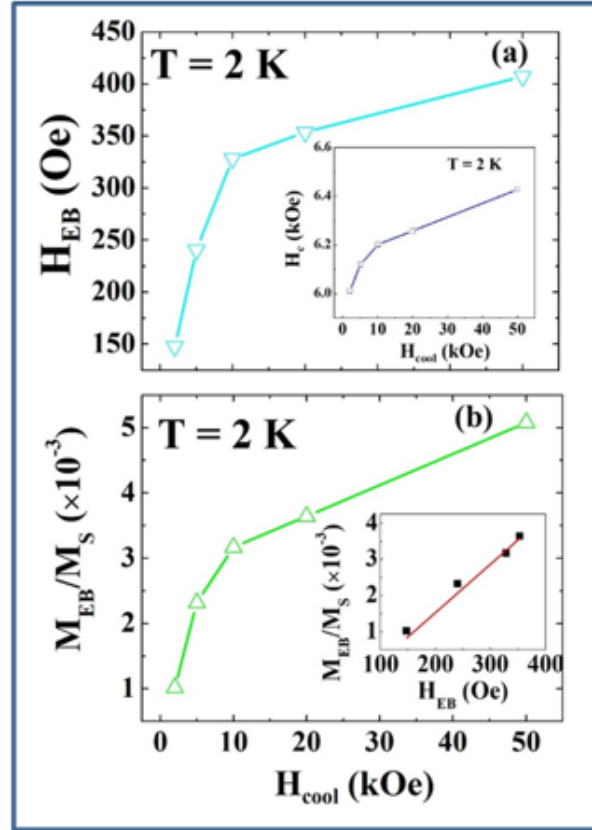 T = 2 K
(a)
H_EB (Oe)
450
400
350
300
250
200
150
T = 2 K
H_c (kOe)
6.6
6.4
6.2
6.0
0 10 20 30 40 50
H_cool (kOe)
T = 2 K
(b)
M_EB/M_S (×10^-3)
5
4
3
2
1
M_EB/M_S (×10^-3)
4
3
2
1
100 200 300 400
H_EB (Oe)
0 10 20 30 40 50
H_cool (kOe)